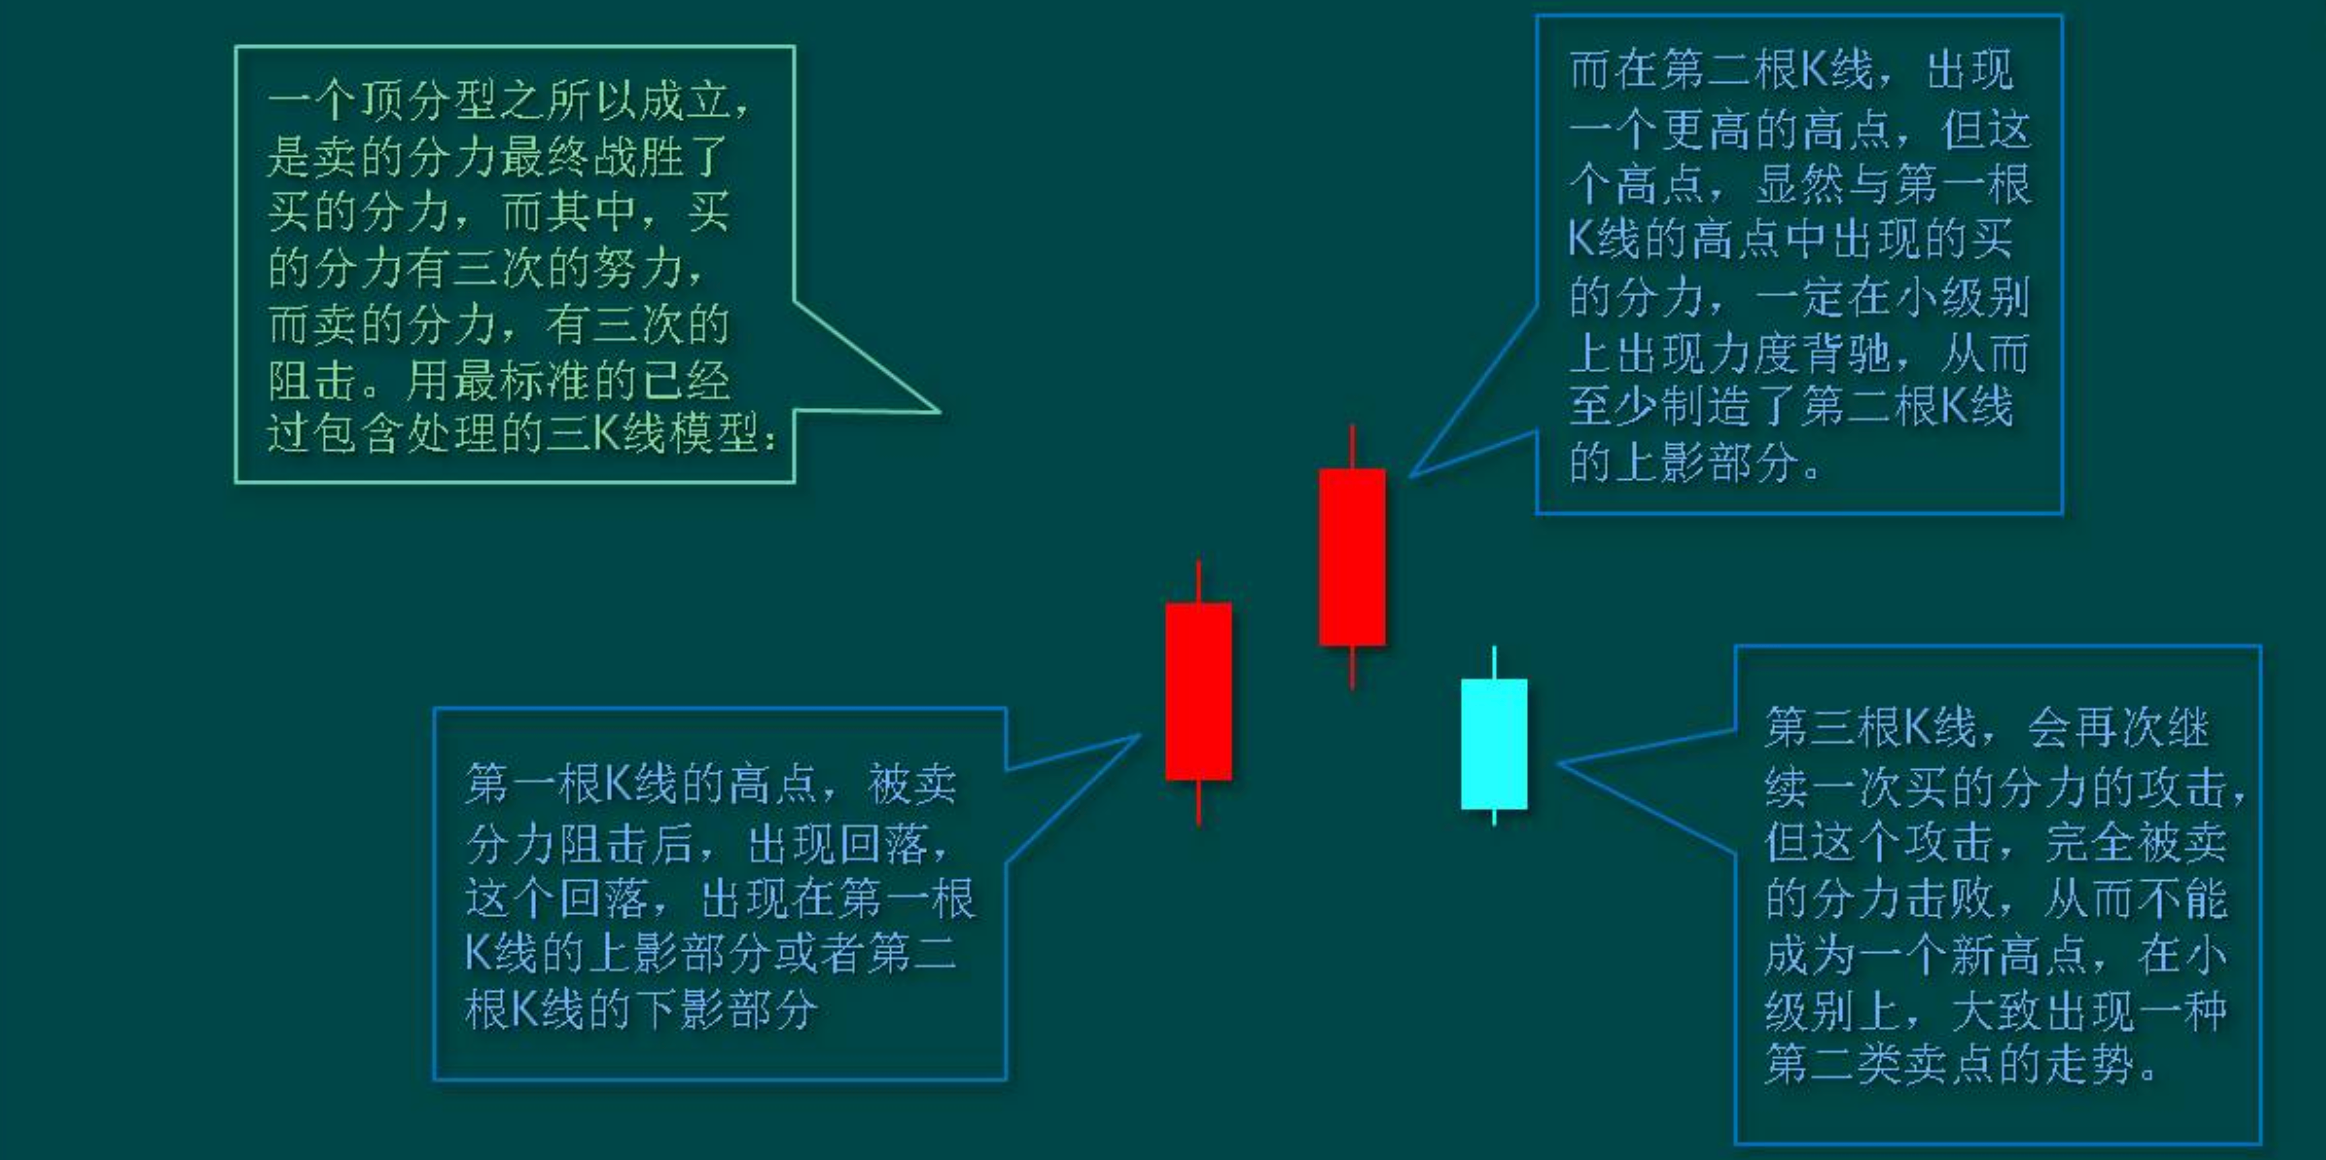 一个顶分型之所以成立，
是卖的分力最终战胜了
买的分力，而其中，买
的分力有三次的努力，
而卖的分力，有三次的
阻击。用最标准的已经
过包含处理的三K线模型：
而在第二根K线，出现
一个更高的高点，但这
个高点，显然与第一根
K线的高点中出现的买
的分力，一定在小级别
上出现力度背驰，从而
至少制造了第二根K线
的上影部分。
第一根K线的高点，被卖
分力阻击后，出现回落，
这个回落，出现在第一根
K线的上影部分或者第二
根K线的下影部分
第三根K线，会再次继
续一次买的分力的攻击，
但这个攻击，完全被卖
的分力击败，从而不能
成为一个新高点，在小
级别上，大致出现一种
第二类卖点的走势。